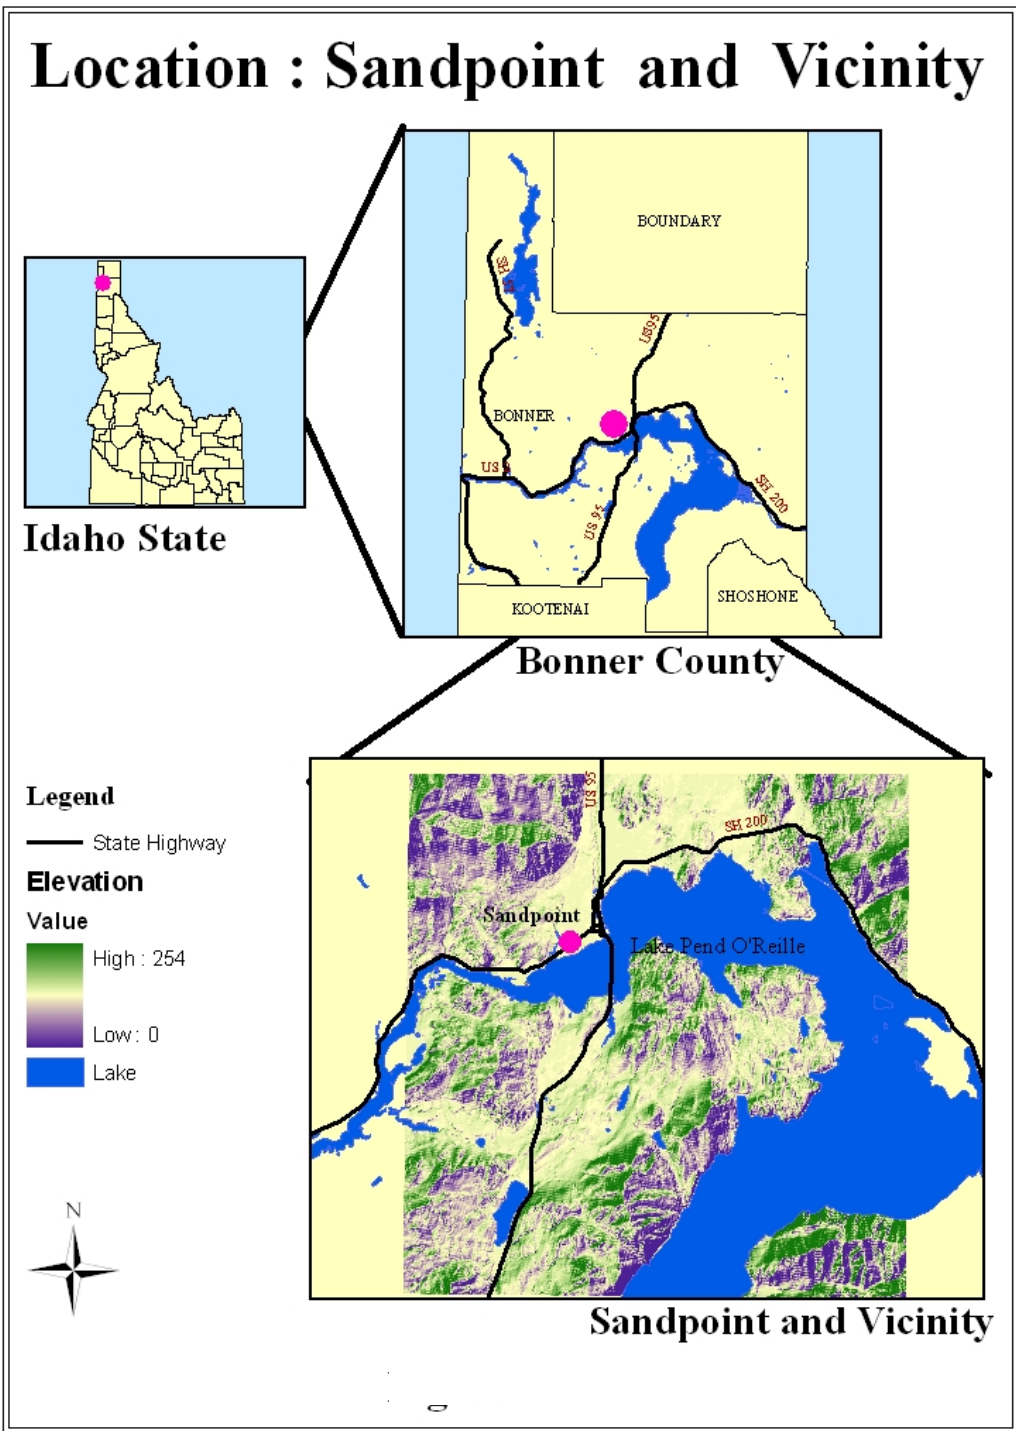 Location : Sandpoint and Vicinity
BOUNDARY
SH 57
US95
BONNER
US
US 95
SH 200
KOOTENAI
SHOSHONE
Idaho State
Bonner County
Legend
State Highway
Elevation
Value
High : 254
Low : 0
Lake
US 95
SH 200
Sandpoint
Lake Pend O'Reille
N
Sandpoint and Vicinity